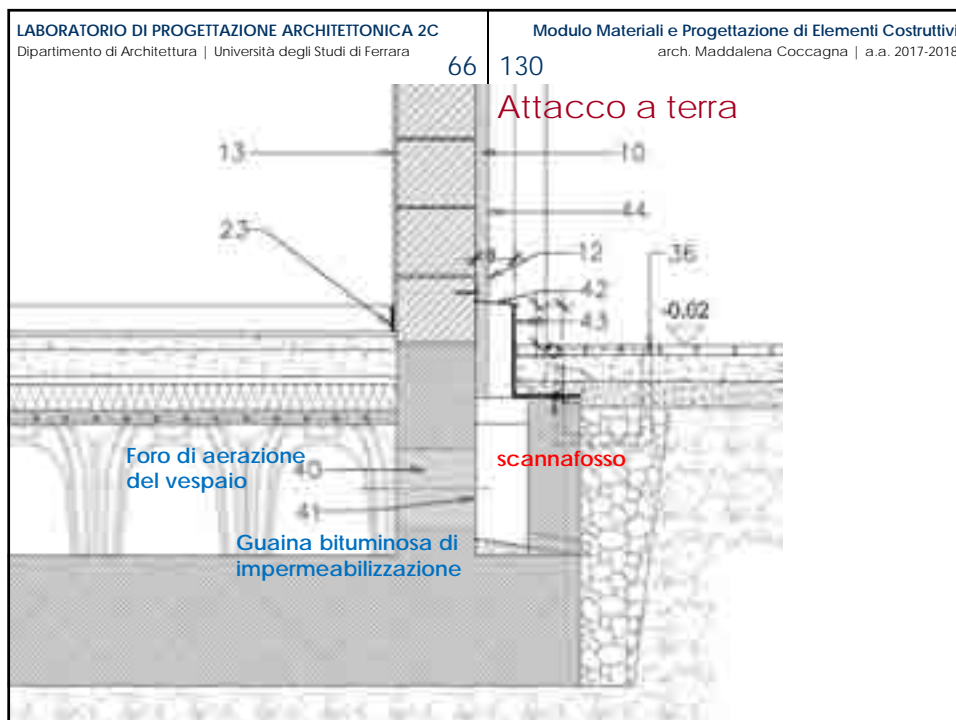 LABORATORIO DI PROGETTAZIONE ARCHITETTONICA 2C
Dipartimento di Architettura | Università degli Studi di Ferrara
66
Modulo Materiali e Progettazione di Elementi Costruttivi
arch. Maddalena Coccagna | a.a. 2017-2018
130
Attacco a terra
13
10
44
23
12
36
42
-0.02
43
Foro di aerazione
del vespaio
40
scannafosso
41
Guaina bituminosa di
impermeabilizzazione